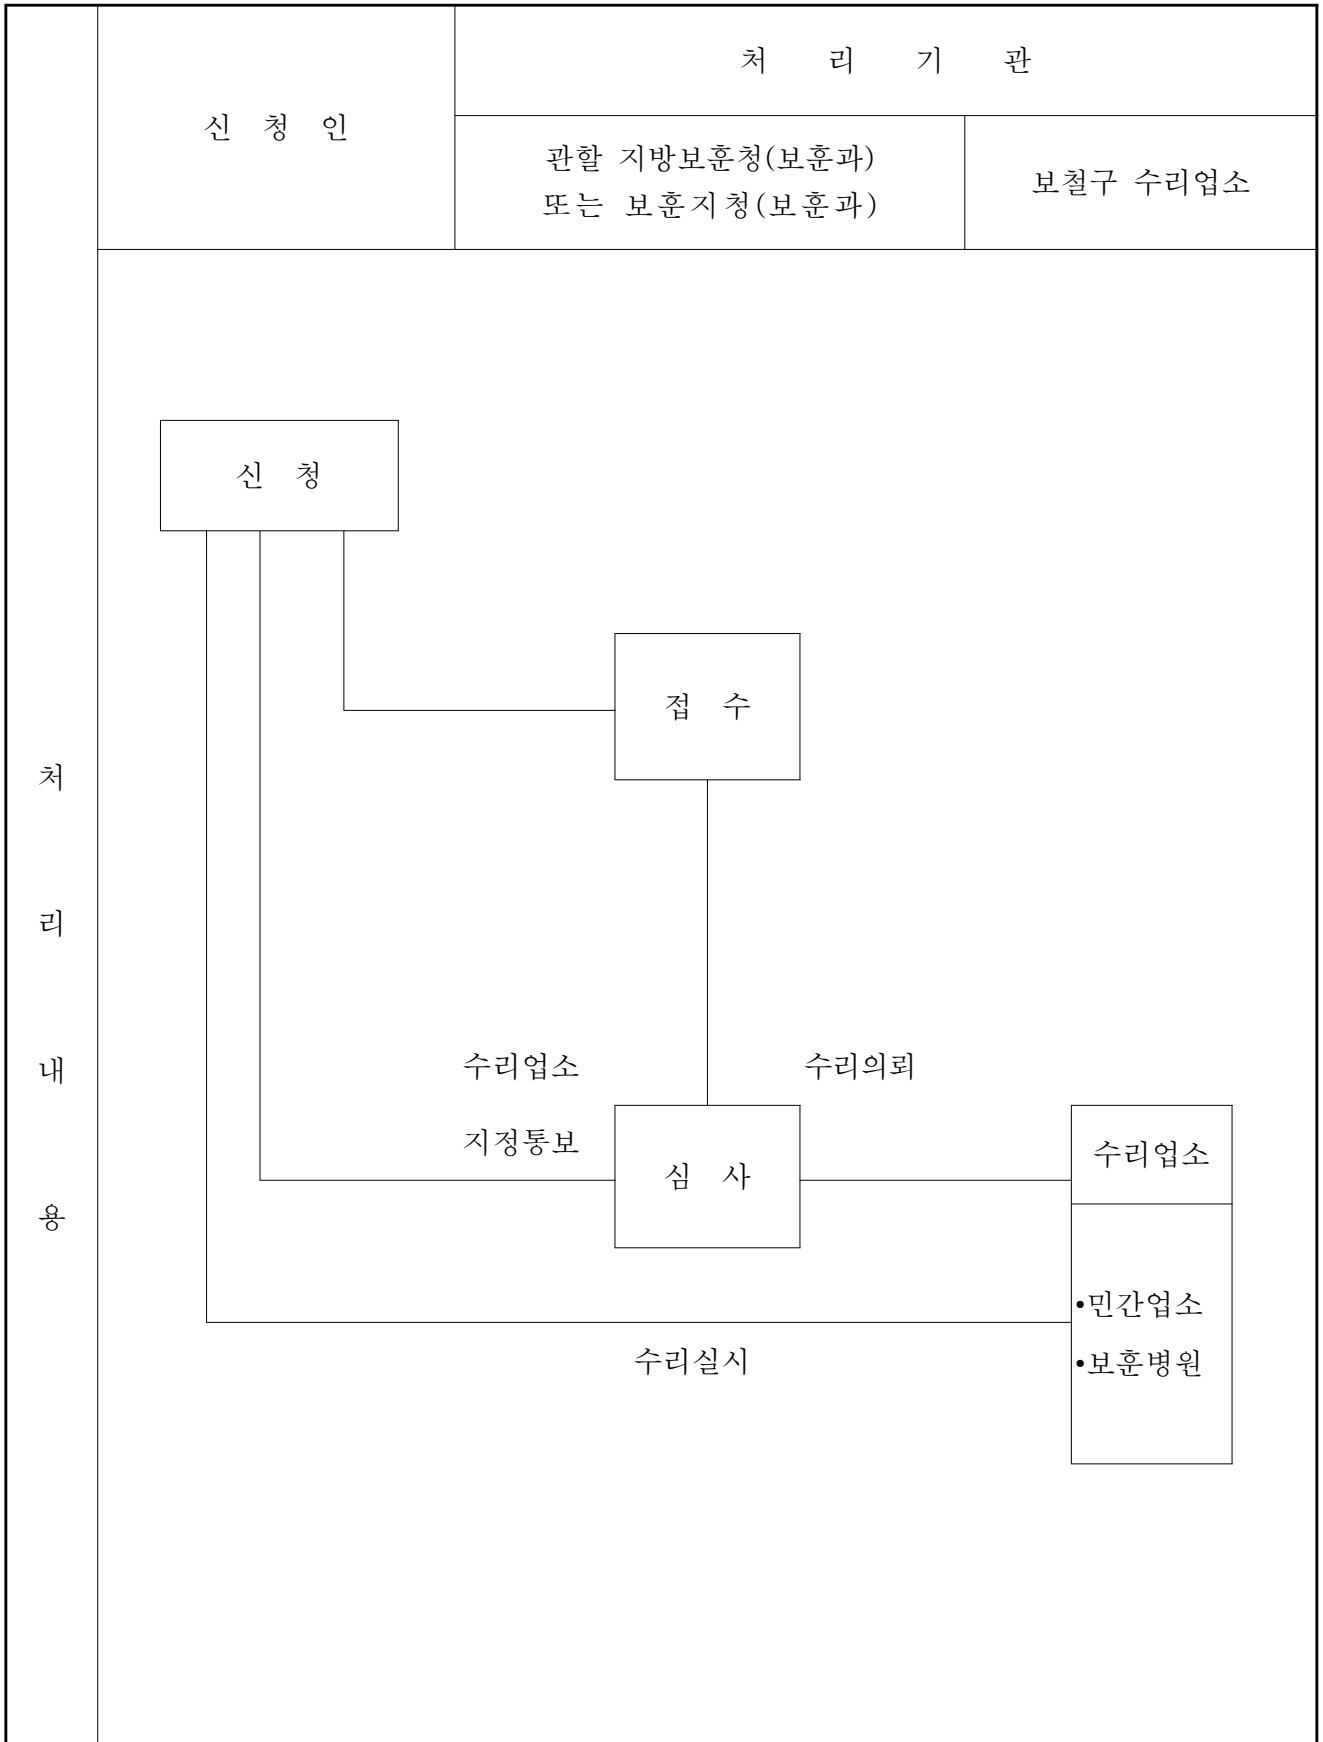 처 리 기 관
신 청 인
관할 지방보훈청(보훈과)
또는 보훈지청(보훈과)
보철구 수리업소
처
리
내
용
신 청
접 수
수리업소
지정통보
수리의뢰
심 사
수리업소
•민간업소
•보훈병원
수리실시